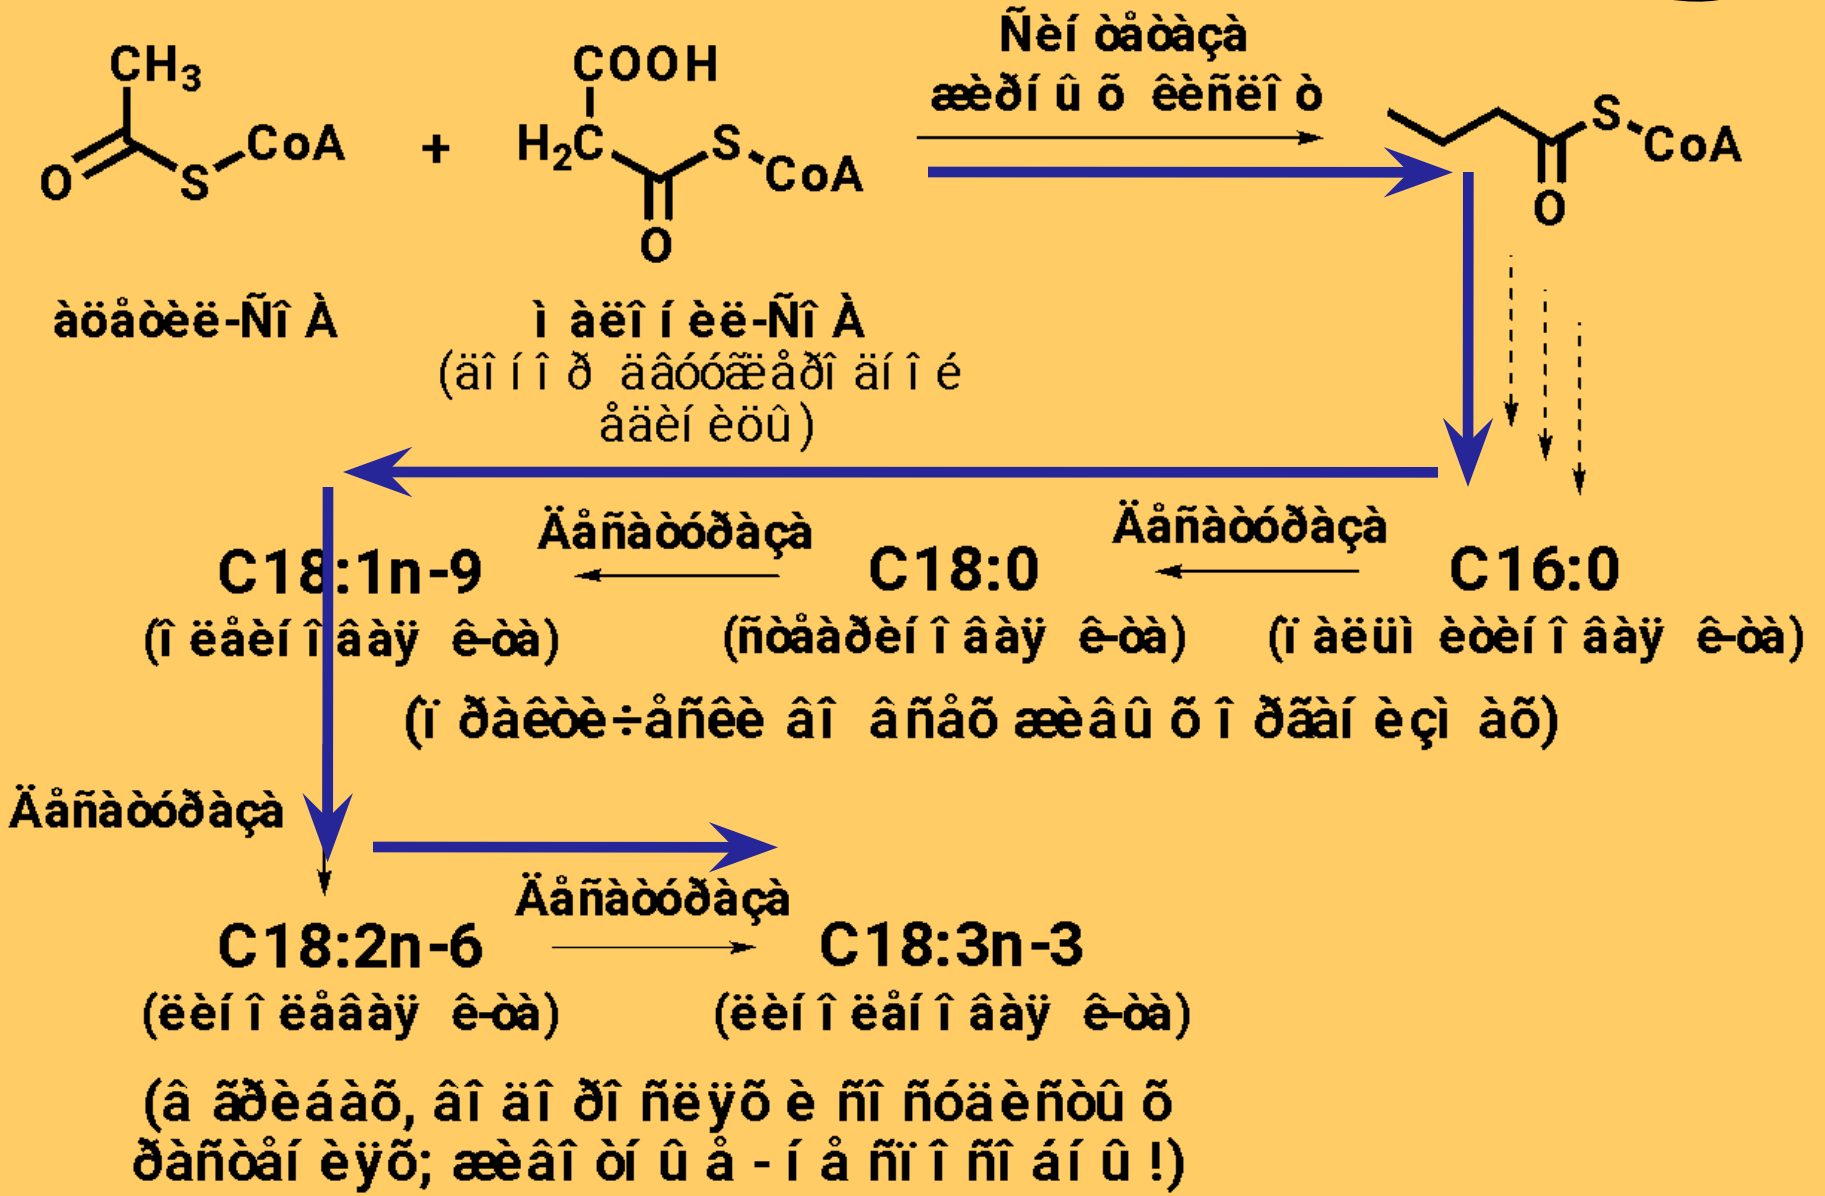 CH3
COOH
Ñèí òåòàçà
æèðí û õ êèñëî ò
O S CoA + H2C S CoA
O
S CoA
O
àöåòèë-Ñî À
ì àëî í èë-Ñî À
(äî í î ð äâóóãëåðî äí î é
åäèí èöû)
C18:1n-9 Äåñàòóðàçà C18:0 Äåñàòóðàçà C16:0
(î ëåèí î âàÿ ê-òà) (ñòåàðèí î âàÿ ê-òà) (ï àëüì èòèí î âàÿ ê-òà)
(ï ðàêòè÷åñêè âî âñåõ æèâû õ î ðãàí èçì àõ)
Äåñàòóðàçà
Äåñàòóðàçà
C18:2n-6 C18:3n-3
(ëèí î ëåâàÿ ê-òà) (ëèí î ëåí î âàÿ ê-òà)
(â ãðèáàõ, âî äî ðî ñëÿõ è ñî ñóäèñòû õ
ðàñòåí èÿõ; æèâî òí û å - í å ñï î ñî áí û !)